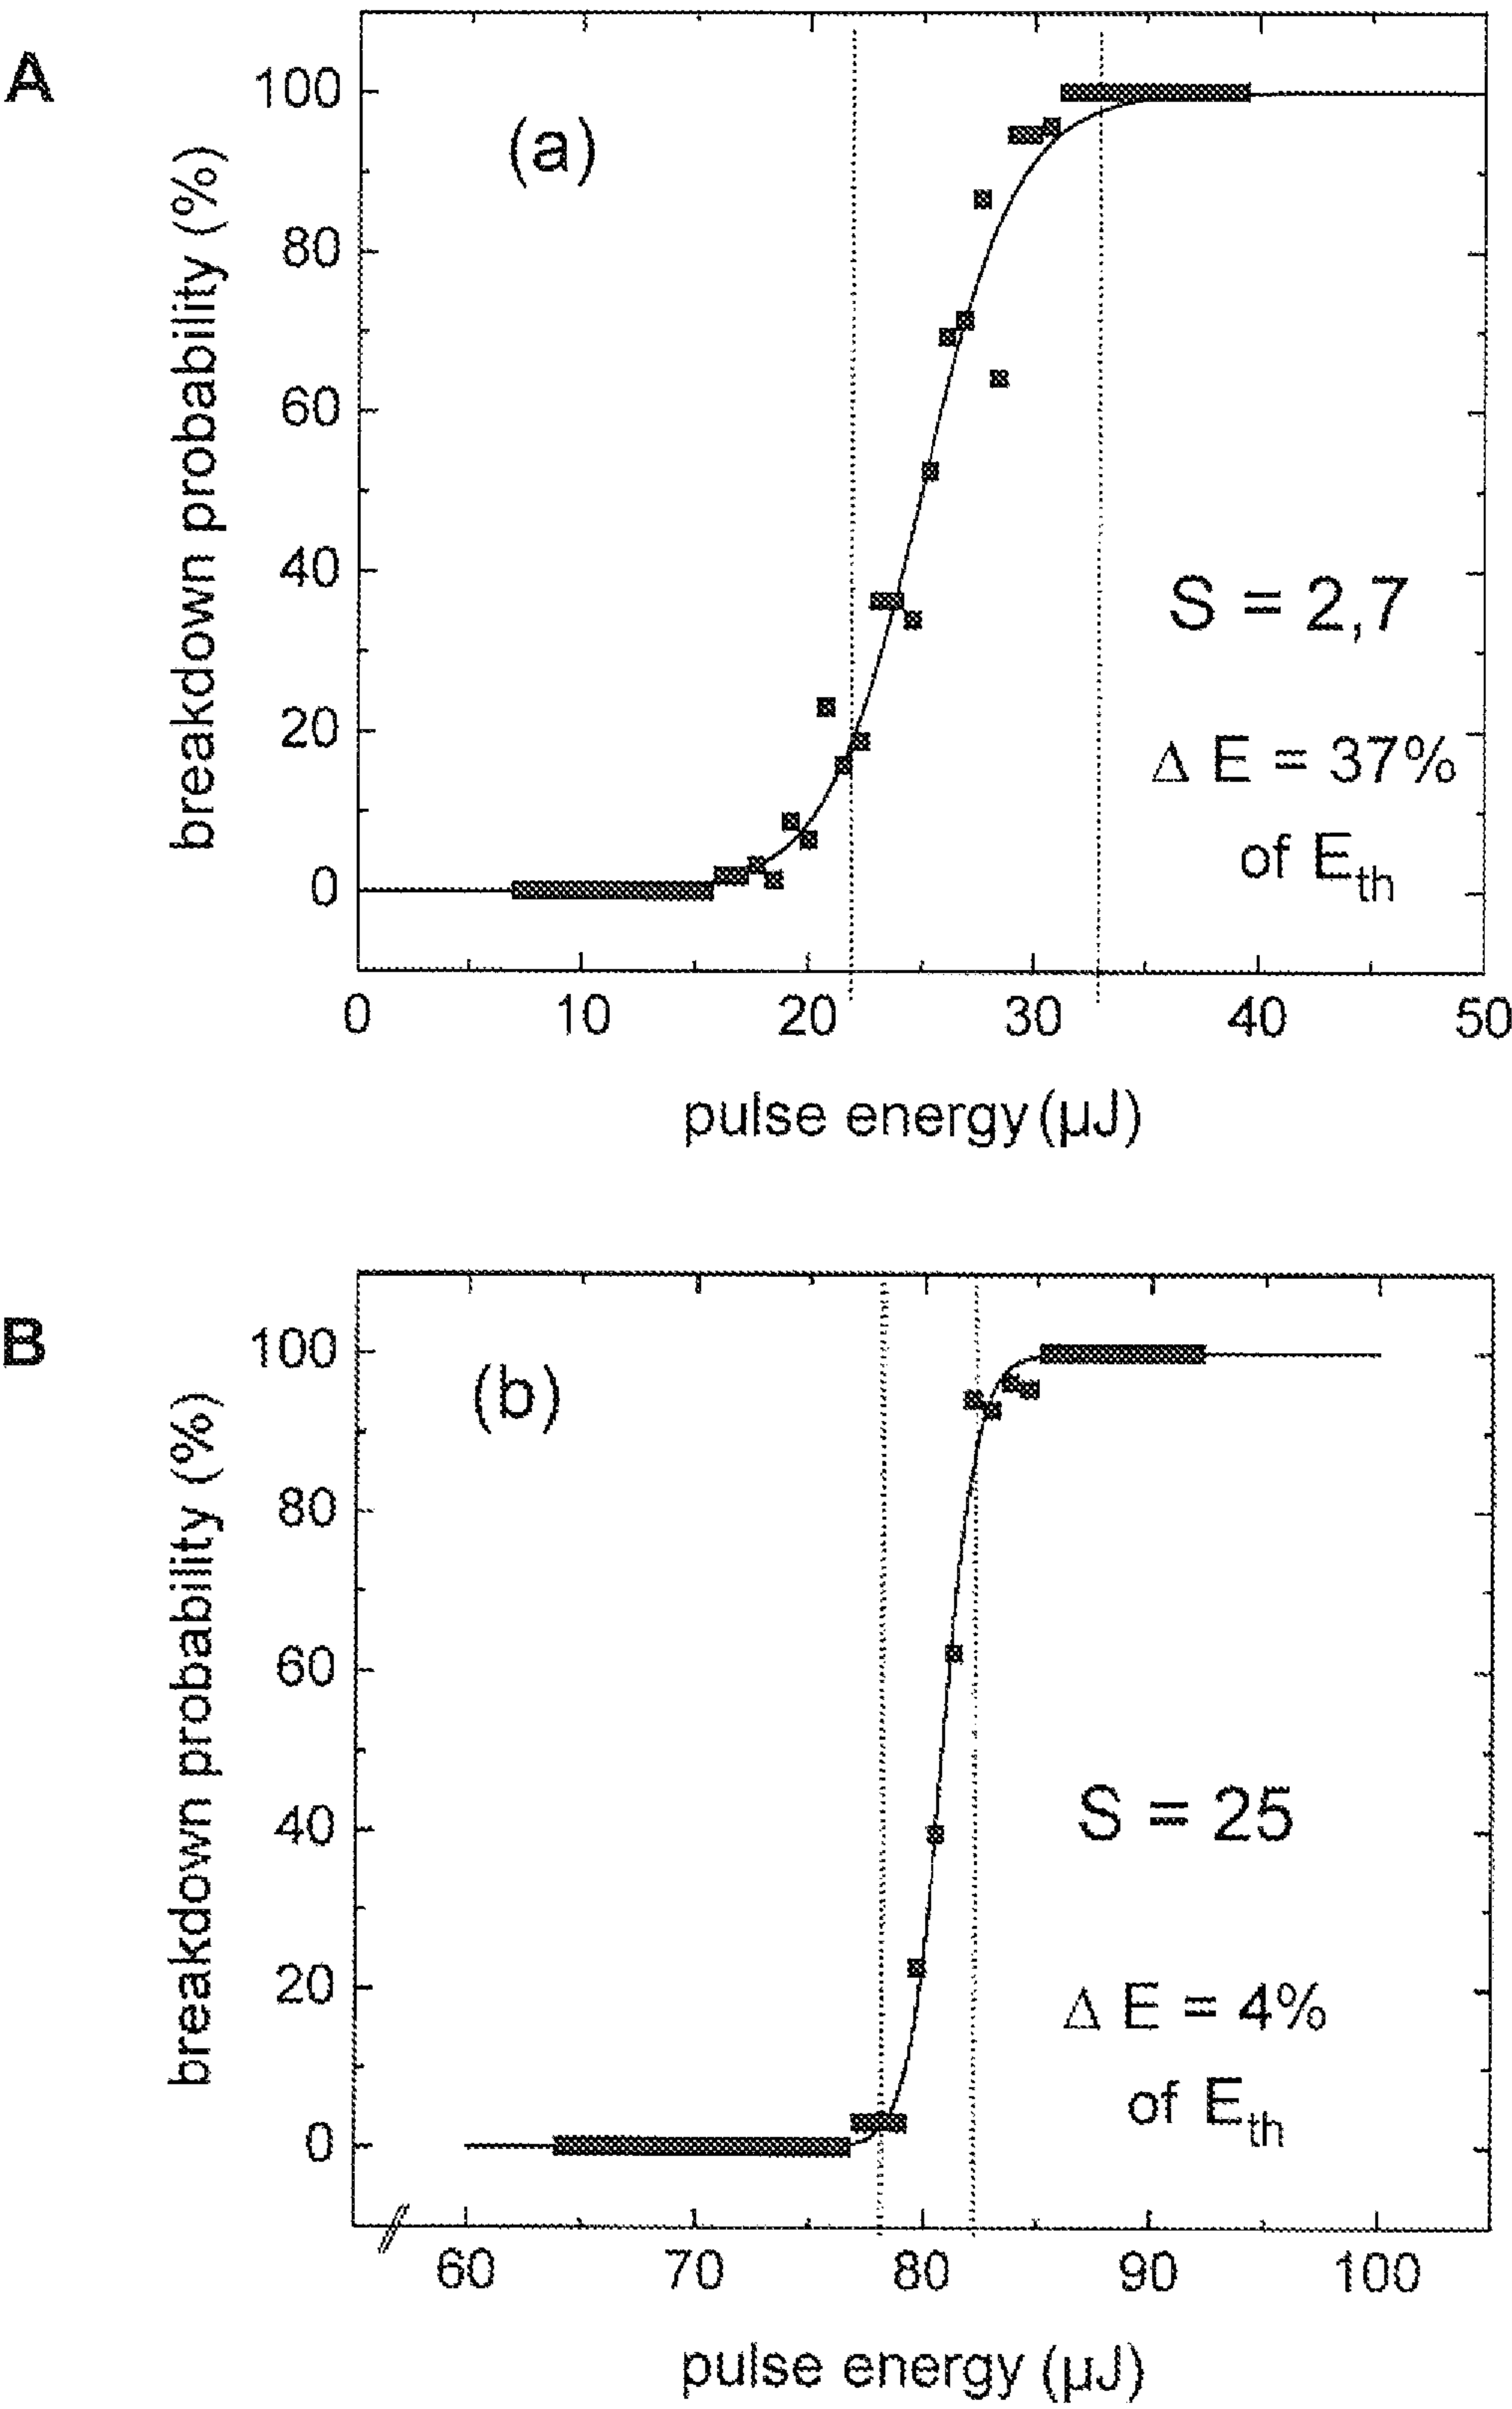 A
(a)
breakdown probability (%)
100
80
60
40
20
0
S = 2,7
Δ E = 37%
of Eth
0 10 20 30 40 50
pulse energy (µJ)
B
(b)
breakdown probability (%)
100
80
60
40
20
0
S = 25
Δ E = 4%
of Eth
60 70 80 90 100
pulse energy (µJ)